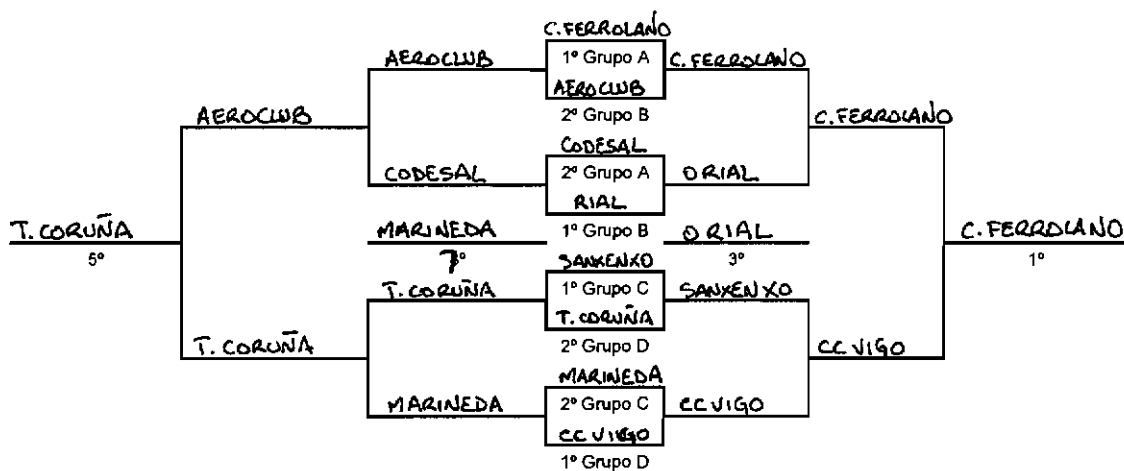 C. FERROLANO
AEROCLUB 1º Grupo A C. FERROLANO
AEROCLUB
AEROCLUB 2º Grupo B C. FERROLANO
CODESAL
CODESAL 2º Grupo A O RIAL
RIAL
T. CORUÑA MARINEDA 1º Grupo B O RIAL C. FERROLANO
5º 7º 3º 1º
SANXENXO
T. CORUÑA 1º Grupo C SANXENXO
T. CORUÑA
T. CORUÑA 2º Grupo D CC VIGO
MARINEDA
MARINEDA 2º Grupo C CC VIGO
CC VIGO
1º Grupo D